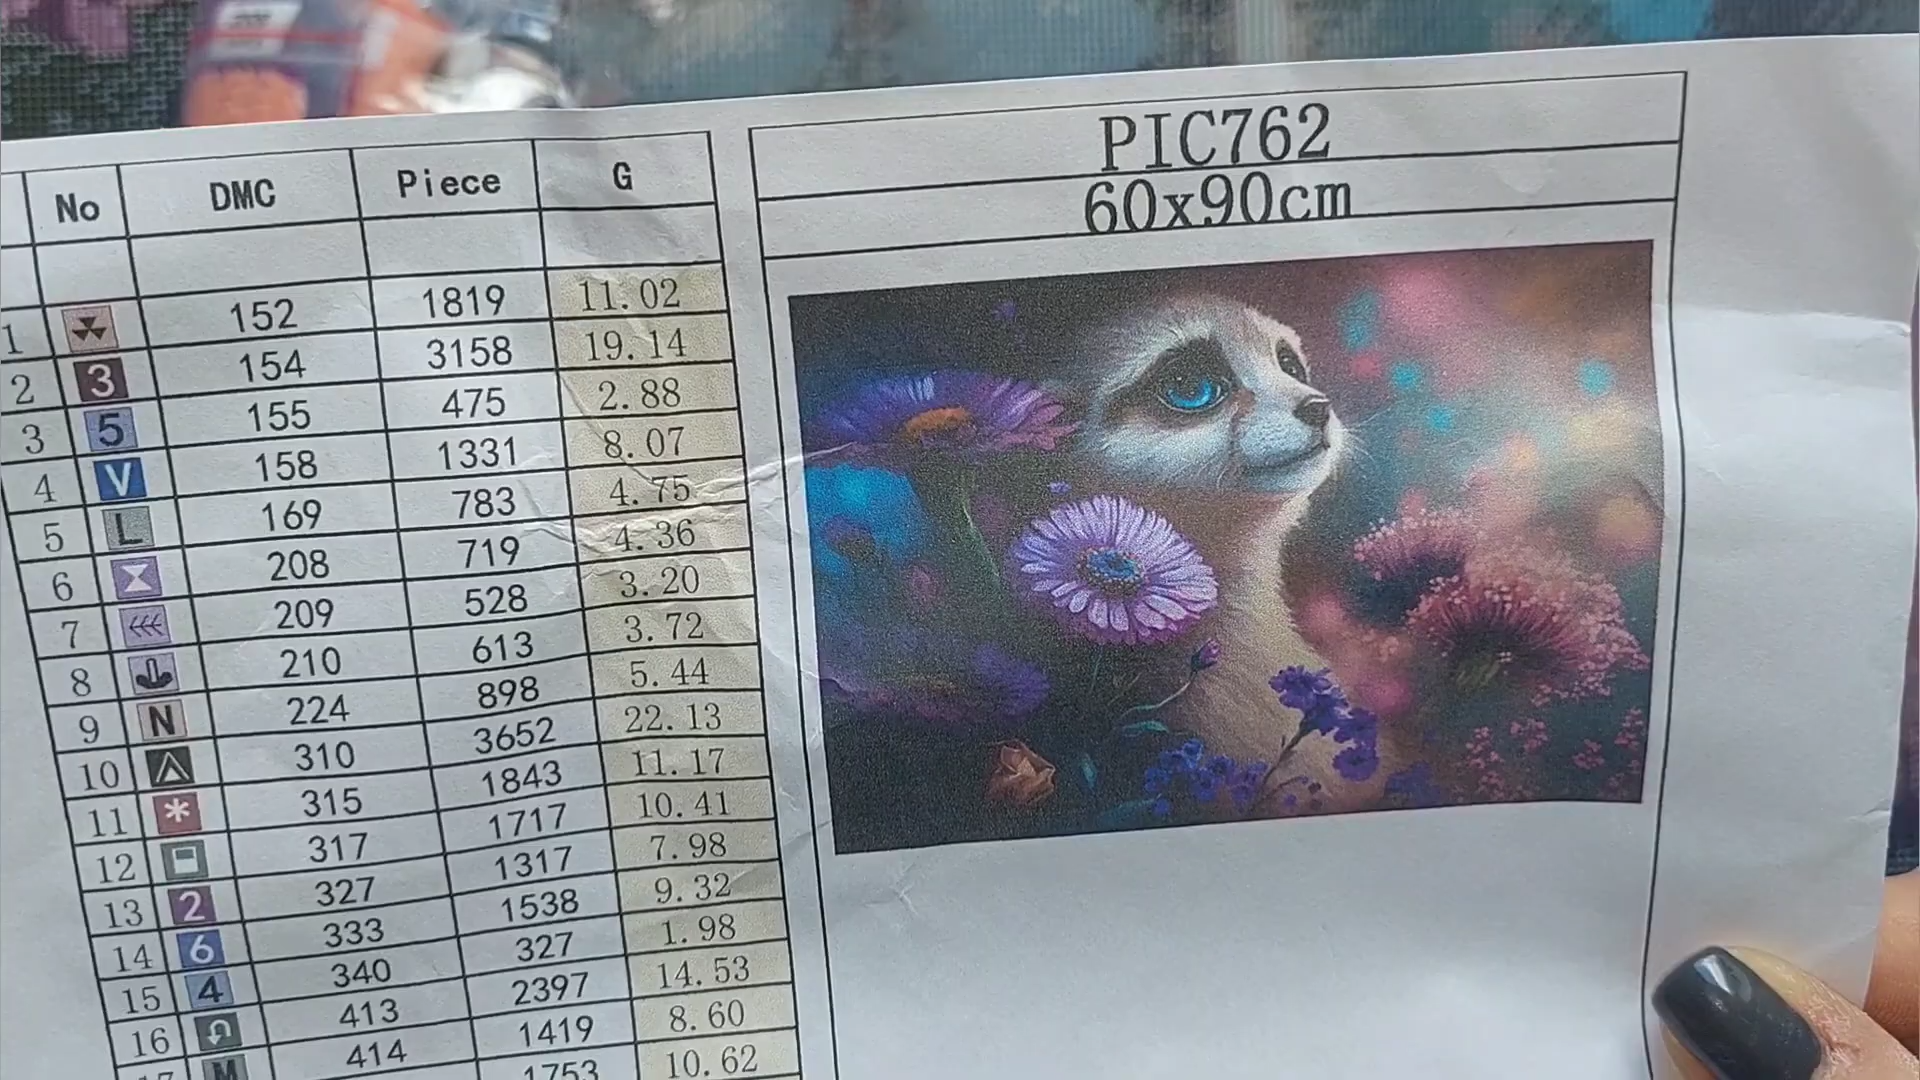 No DMC Piece G
1 152 1819 11.02
2 3 154 3158 19.14
3 5 155 475 2.88
4 V 158 1331 8.07
5 L 169 783 4.75
6 208 719 4.36
7 209 528 3.20
8 210 613 3.72
9 N 224 898 5.44
10 310 3652 22.13
11 * 315 1843 11.17
12 317 1717 10.41
13 2 327 1317 7.98
14 6 333 1538 9.32
15 4 340 327 1.98
16 413 2397 14.53
17 M 414 1419 8.60
1753 10.62
PIC762
60x90cm